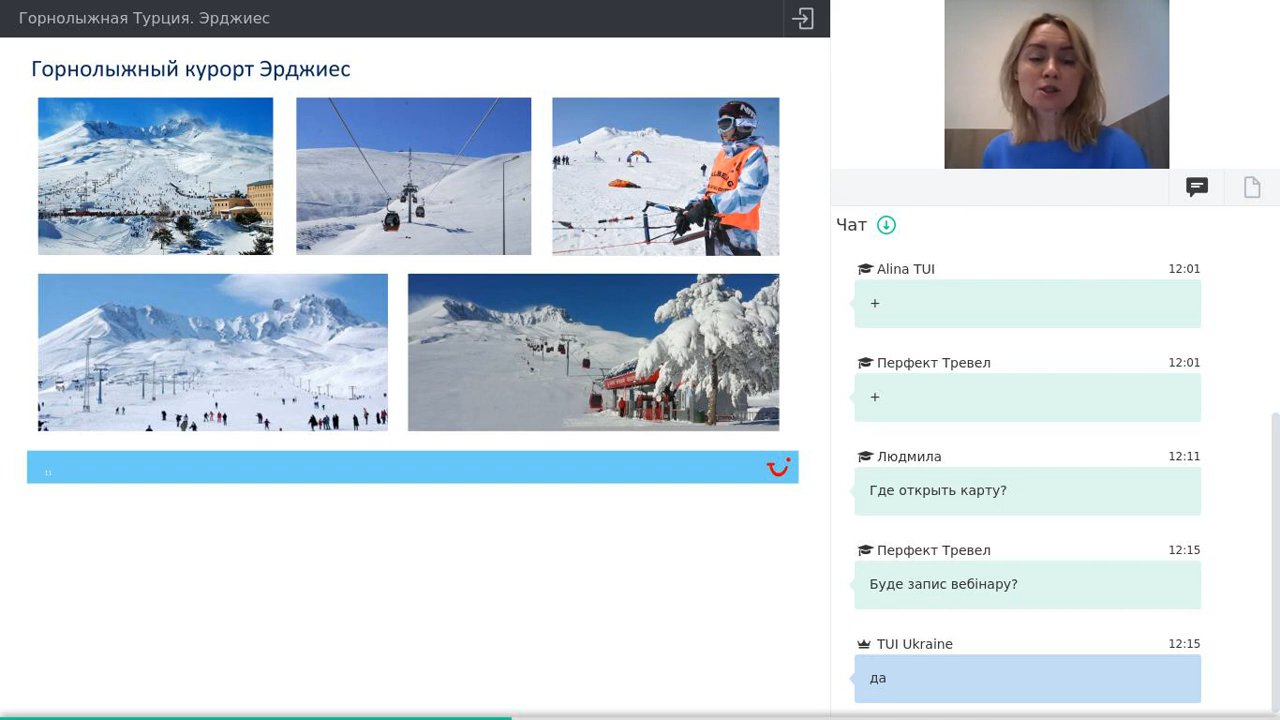 Горнолыжная Турция. Эрджиес
Горнолыжный курорт Эрджиес
11
Чат
Alina TUI 12:01
+
Перфект Тревел 12:01
+
Людмила 12:11
Где открыть карту?
Перфект Тревел 12:15
Буде запис вебінару?
TUI Ukraine 12:15
да